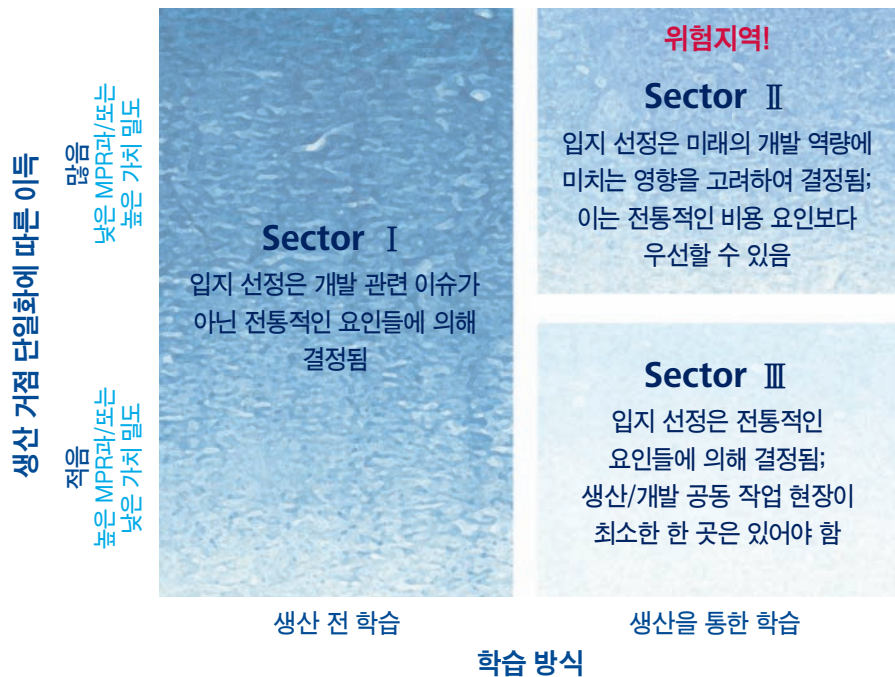 생산 거점 단일화에 따른 이득
많음
낮은 MPR과/또는
높은 가치 밀도
적음
높은 MPR과/또는
낮은 가치 밀도
Sector Ⅰ
입지 선정은 개발 관련 이슈가
아닌 전통적인 요인들에 의해
결정됨
위험지역!
Sector Ⅱ
입지 선정은 미래의 개발 역량에
미치는 영향을 고려하여 결정됨;
이는 전통적인 비용 요인보다
우선할 수 있음
Sector Ⅲ
입지 선정은 전통적인
요인들에 의해 결정됨;
생산/개발 공동 작업 현장이
최소한 한 곳은 있어야 함
생산 전 학습
생산을 통한 학습
학습 방식